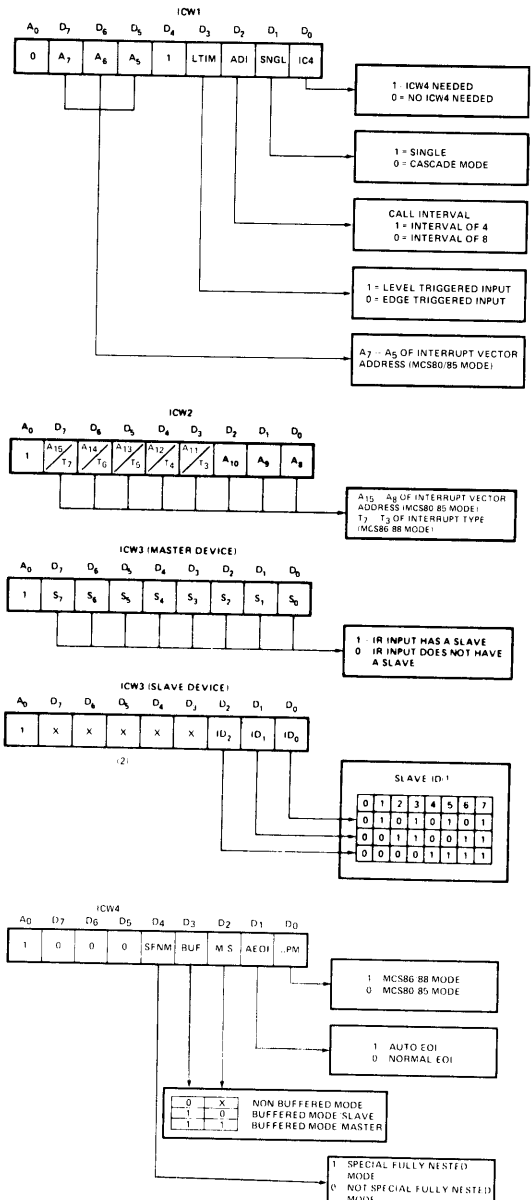 ICW1
A0 D7 D6 D5 D4 D3 D2 D1 D0
0 A7 A6 A5 1 LTIM ADI SNGL IC4
1 - ICW4 NEEDED
0 = NO ICW4 NEEDED
1 = SINGLE
0 = CASCADE MODE
CALL INTERVAL
1 = INTERVAL OF 4
0 = INTERVAL OF 8
1 = LEVEL TRIGGERED INPUT
0 = EDGE TRIGGERED INPUT
A7 - A5 OF INTERRUPT VECTOR
ADDRESS (MCS80/85 MODE)
ICW2
A0 D7 D6 D5 D4 D3 D2 D1 D0
1 A15/T7 A14/T6 A13/T5 A12/T4 A11/T3 A10 A9 A8
A15 A8 OF INTERRUPT VECTOR
ADDRESS (MCS80 85 MODE)
T7 T3 OF INTERRUPT TYPE
(MCS86 88 MODE)
ICW3 (MASTER DEVICE)
A0 D7 D6 D5 D4 D3 D2 D1 D0
1 S7 S6 S5 S4 S3 S2 S1 S0
1 - IR INPUT HAS A SLAVE
0 IR INPUT DOES NOT HAVE
A SLAVE
ICW3 (SLAVE DEVICE)
A0 D7 D6 D5 D4 D3 D2 D1 D0
1 X X X X X ID2 ID1 ID0
(2)
SLAVE ID(1
0 1 2 3 4 5 6 7
0 1 0 1 0 1 0 1
0 0 1 1 0 0 1 1
0 0 0 0 1 1 1 1
ICW4
A0 D7 D6 D5 D4 D3 D2 D1 D0
1 0 0 0 SFNM BUF M S AEOI PM
1 MCS86 88 MODE
0 MCS80 85 MODE
1 AUTO EOI
0 NORMAL EOI
0 X NON BUFFERED MODE
1 0 BUFFERED MODE SLAVE
1 1 BUFFERED MODE MASTER
1 SPECIAL FULLY NESTED
MODE
0 NOT SPECIAL FULLY NESTED
MODE